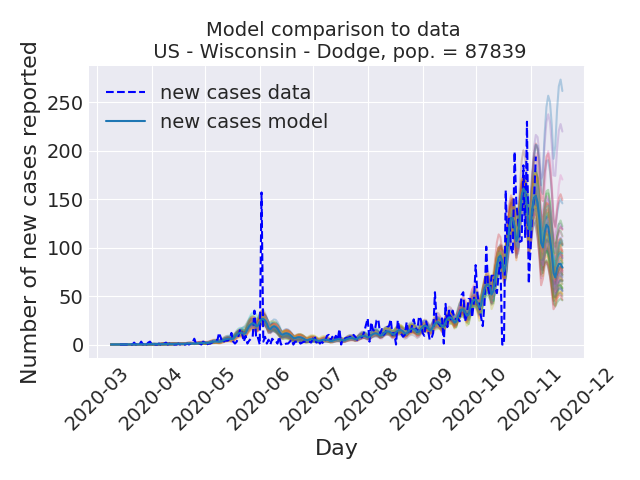 Model comparison to data
US - Wisconsin - Dodge, pop. = 87839
Number of new cases reported
250
200
150
100
50
0
new cases data
new cases model
2020-03
2020-04
2020-05
2020-06
2020-07
2020-08
2020-09
2020-10
2020-11
2020-12
Day